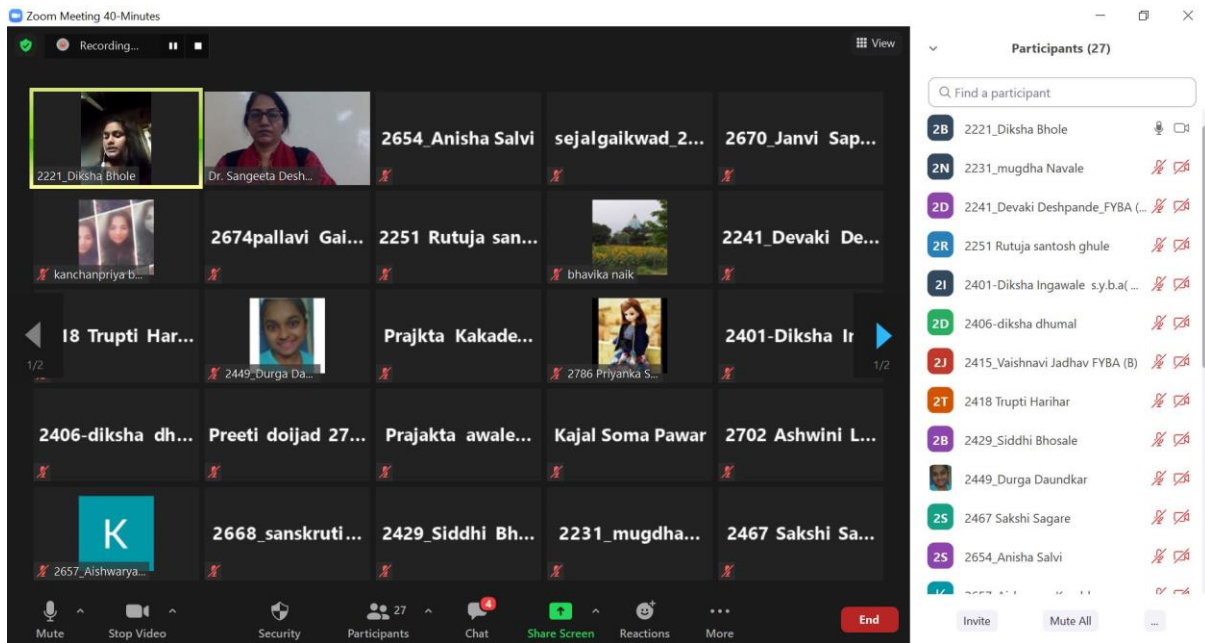 Zoom Meeting 40-Minutes
Recording...
View
2221_Diksha Bhole
Dr. Sangeeta Desh...
2654_Anisha Salvi
sejalgaikwad_2...
2670_Janvi Sap...
kanchanpriya b...
2674pallavi Gai...
2251 Rutuja san...
bhavika naik
2241_Devaki De...
18 Trupti Har...
2449_Durga Da...
Prajkta Kakade...
2786 Priyanka S...
2401-Diksha Ir
1/2
1/2
2406-diksha dh...
Preeti doijad 27...
Prajakta awale...
Kajal Soma Pawar
2702 Ashwini L...
K
2657_Aishwarya...
2668_sanskruti...
2429_Siddhi Bh...
2231_mugdha...
2467 Sakshi Sa...
Mute
Stop Video
Security
27
Participants
4
Chat
Share Screen
Reactions
More
End
Participants (27)
Find a participant
2B 2221_Diksha Bhole
2N 2231_mugdha Navale
2D 2241_Devaki Deshpande_FYBA (...
2R 2251 Rutuja santosh ghule
2I 2401-Diksha Ingawale s.y.b.a( ...
2D 2406-diksha dhumal
2J 2415_Vaishnavi Jadhav FYBA (B)
2T 2418 Trupti Harihar
2B 2429_Siddhi Bhosale
2449_Durga Daundkar
2S 2467 Sakshi Sagare
2S 2654_Anisha Salvi
Invite
Mute All
...